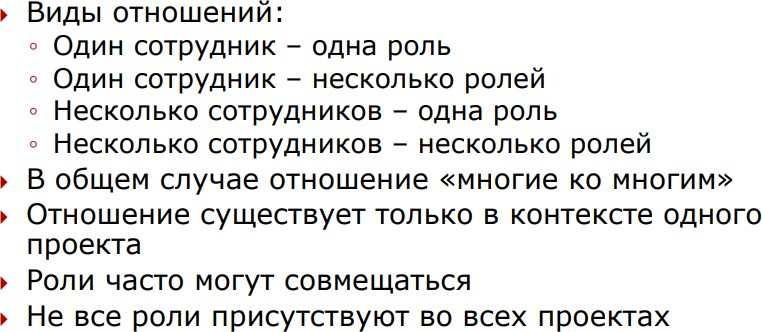 Виды отношений:
Один сотрудник – одна роль
Один сотрудник – несколько ролей
Несколько сотрудников – одна роль
Несколько сотрудников – несколько ролей
В общем случае отношение «многие ко многим»
Отношение существует только в контексте одного
проекта
Роли часто могут совмещаться
Не все роли присутствуют во всех проектах